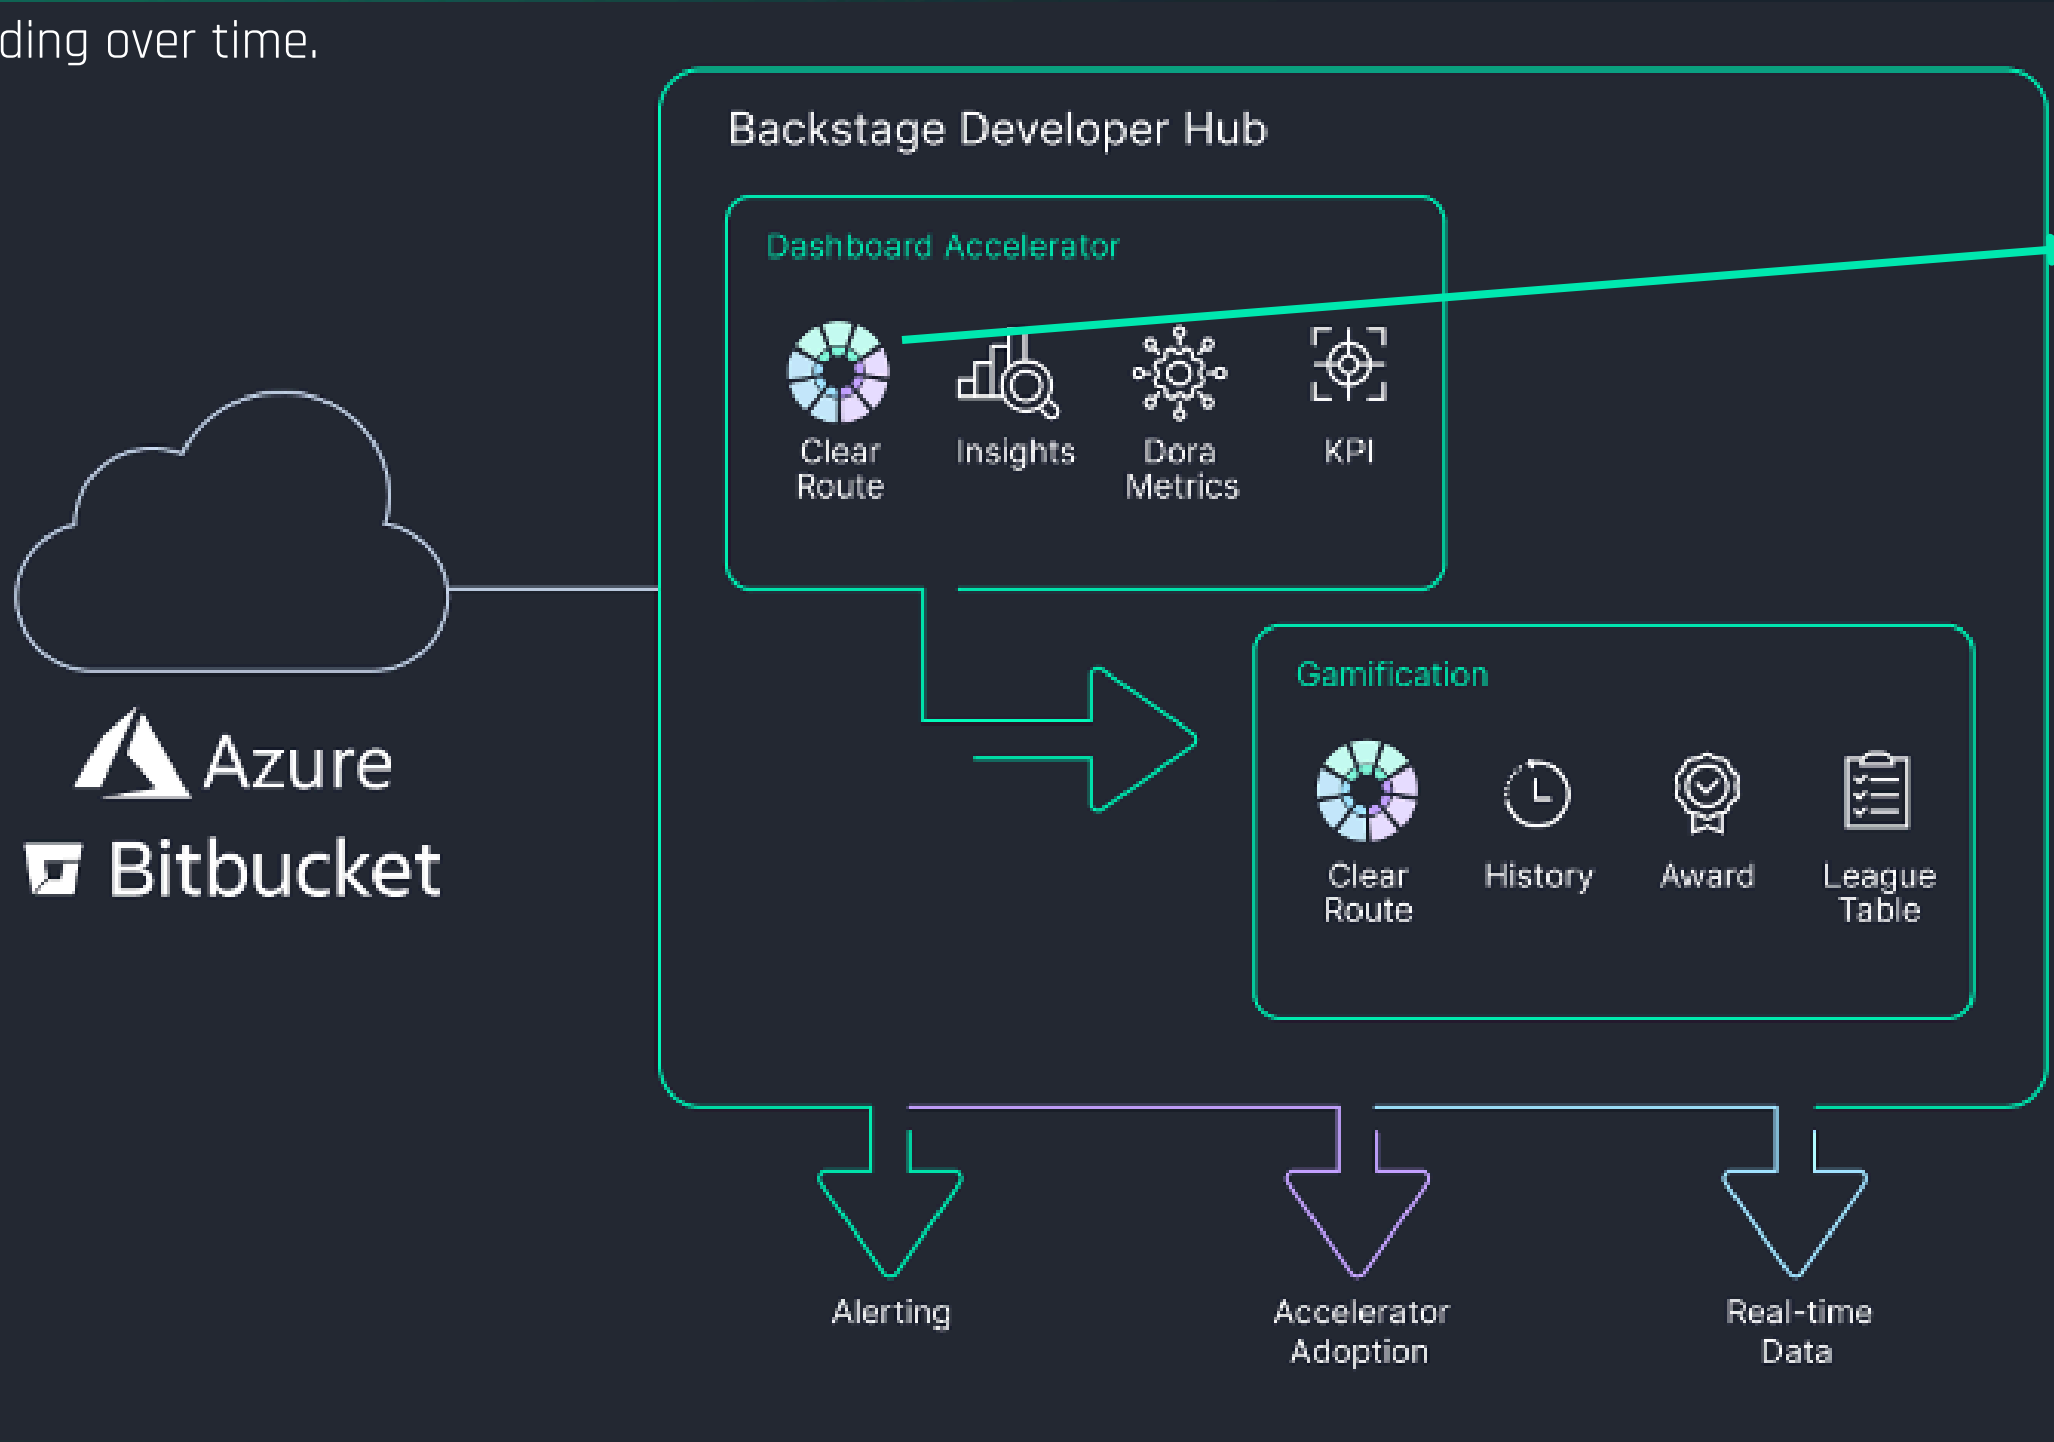 ding over time.
Backstage Developer Hub
Dashboard Accelerator
Clear
Route
Insights
Dora
Metrics
KPI
Azure
Bitbucket
Gamification
Clear
Route
History
Award
League
Table
Alerting
Accelerator
Adoption
Real-time
Data